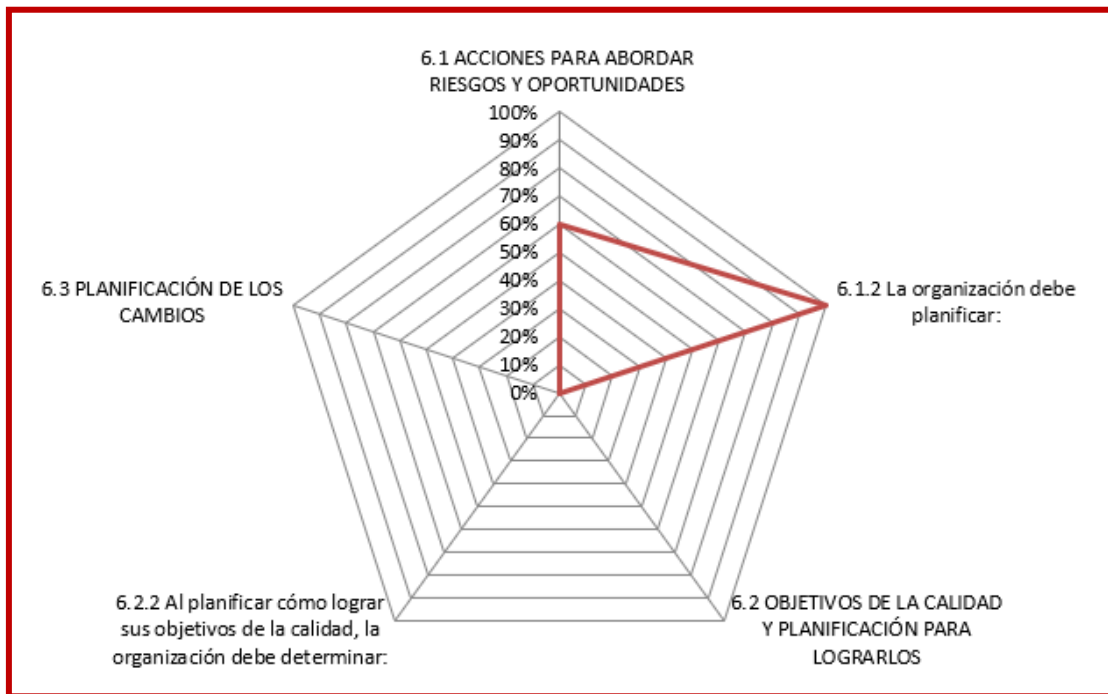 6.1 ACCIONES PARA ABORDAR
RIESGOS Y OPORTUNIDADES
100%
90%
80%
70%
60%
50%
40%
30%
20%
10%
0%
6.3 PLANIFICACIÓN DE LOS
CAMBIOS
6.1.2 La organización debe
planificar:
6.2.2 Al planificar cómo lograr
sus objetivos de la calidad, la
organización debe determinar:
6.2 OBJETIVOS DE LA CALIDAD
Y PLANIFICACIÓN PARA
LOGRARLOS